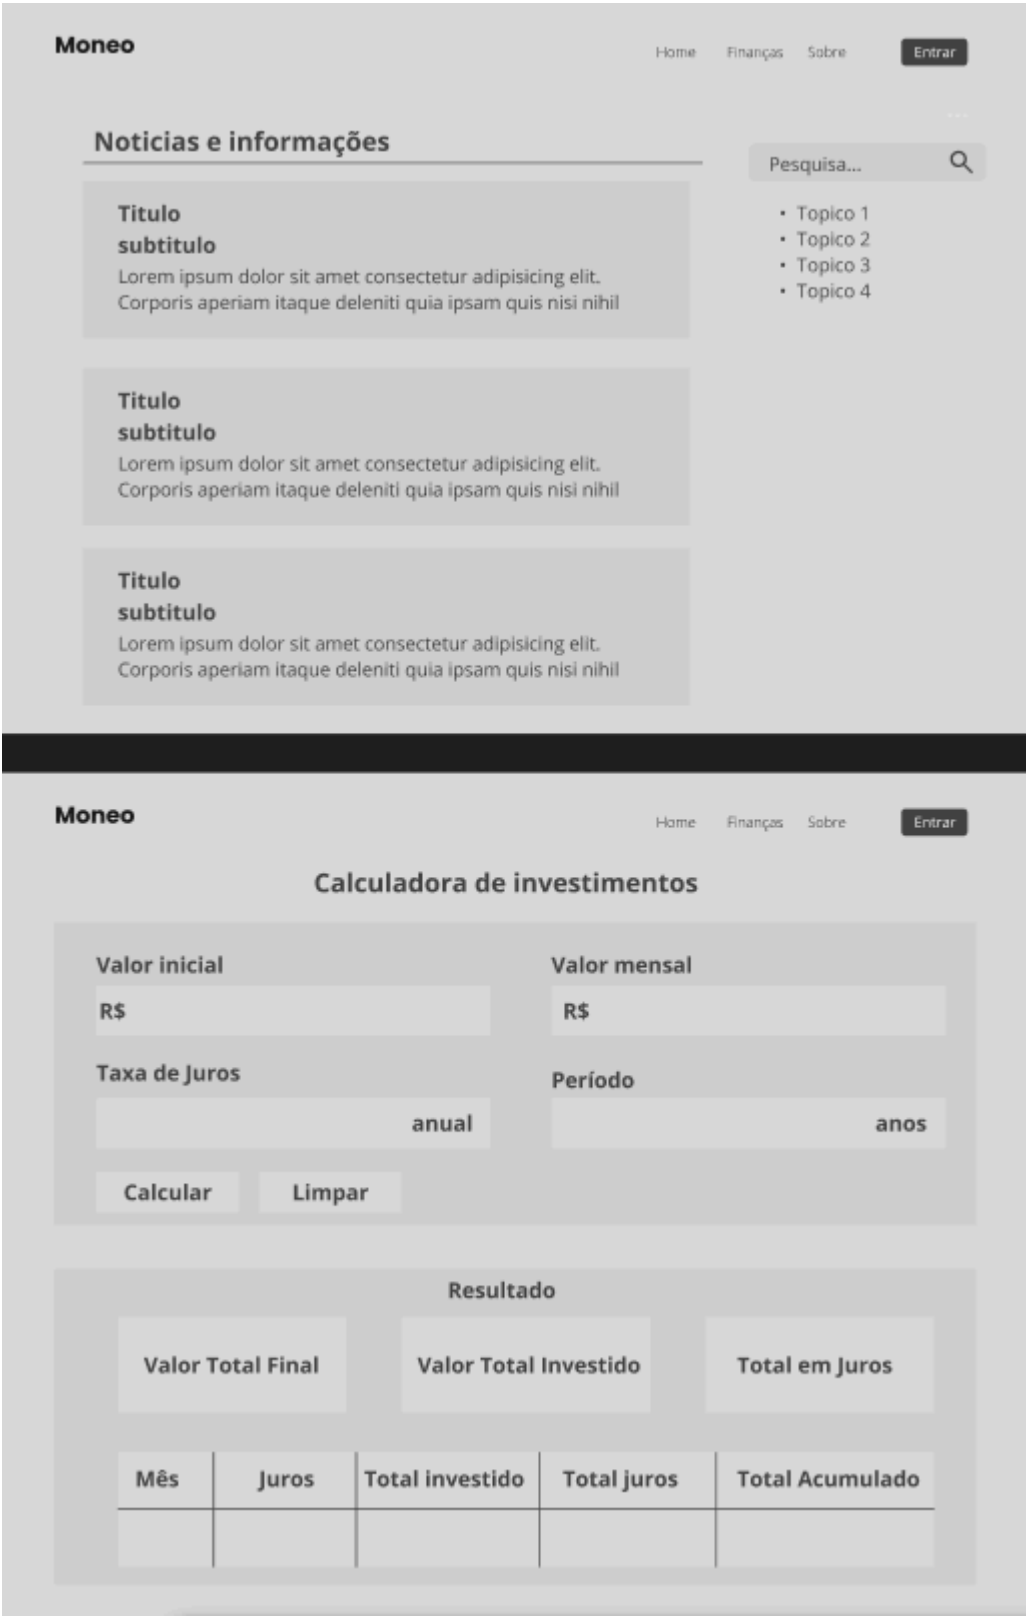 Moneo
Home Finanças Sobre Entrar
...
Noticias e informações
Pesquisa...
Titulo
subtitulo
Lorem ipsum dolor sit amet consectetur adipisicing elit.
Corporis aperiam itaque deleniti quia ipsam quis nisi nihil
• Topico 1
• Topico 2
• Topico 3
• Topico 4
Titulo
subtitulo
Lorem ipsum dolor sit amet consectetur adipisicing elit.
Corporis aperiam itaque deleniti quia ipsam quis nisi nihil
Titulo
subtitulo
Lorem ipsum dolor sit amet consectetur adipisicing elit.
Corporis aperiam itaque deleniti quia ipsam quis nisi nihil
Moneo
Home Finanças Sobre Entrar
Calculadora de investimentos
Valor inicial
R$
Valor mensal
R$
Taxa de Juros
anual
Período
anos
Calcular Limpar
Resultado
Valor Total Final Valor Total Investido Total em Juros
Mês Juros Total investido Total juros Total Acumulado